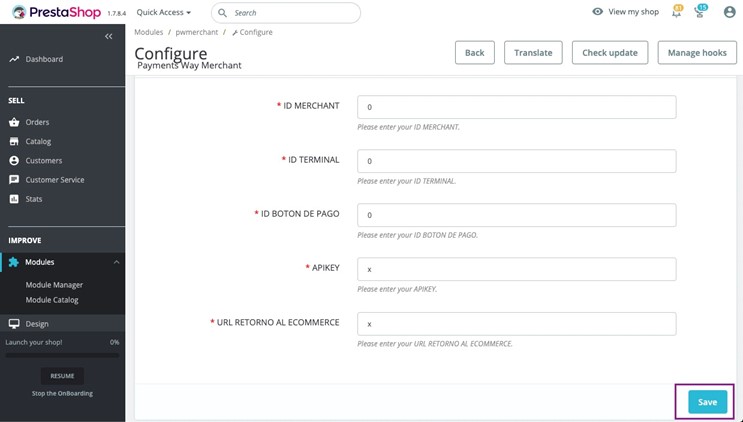 PrestaShop 1.7.8.4 Quick Access Search View my shop 81 15
Modules / pwmerchant / Configure
Configure
Payments Way Merchant
Back Translate Check update Manage hooks
Dashboard
SELL
Orders
Catalog
Customers
Customer Service
Stats
IMPROVE
Modules
Module Manager
Module Catalog
Design
Launch your shop! 0%
RESUME
Stop the OnBoarding
* ID MERCHANT 0
Please enter your ID MERCHANT.
* ID TERMINAL 0
Please enter your ID TERMINAL.
* ID BOTON DE PAGO 0
Please enter your ID BOTON DE PAGO.
* APIKEY x
Please enter your APIKEY.
* URL RETORNO AL ECOMMERCE x
Please enter your URL RETORNO AL ECOMMERCE.
Save